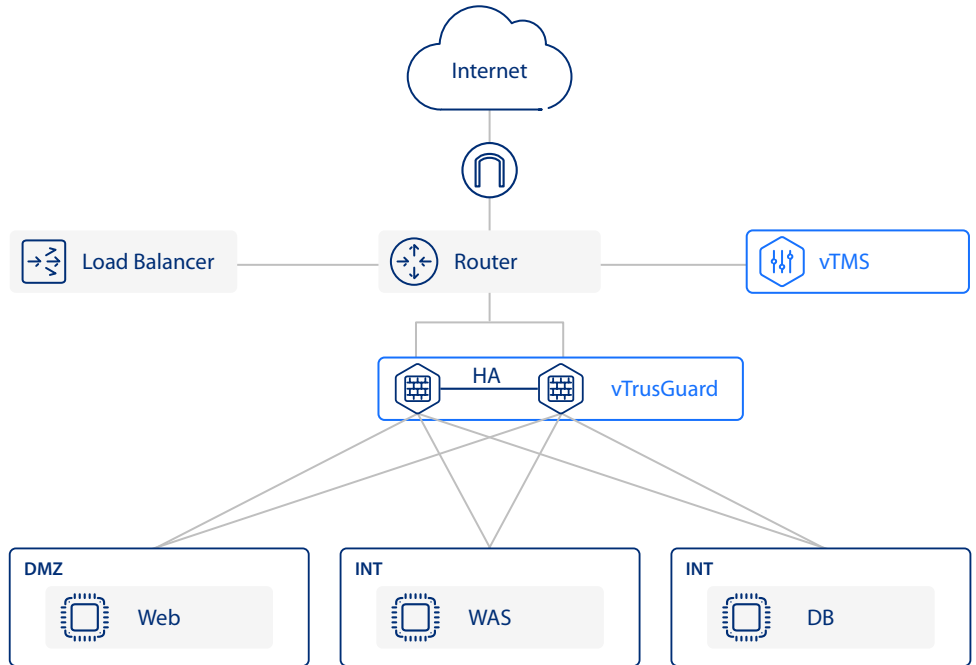 Internet
Load Balancer
Router
vTMS
HA
vTrusGuard
DMZ
Web
INT
WAS
INT
DB